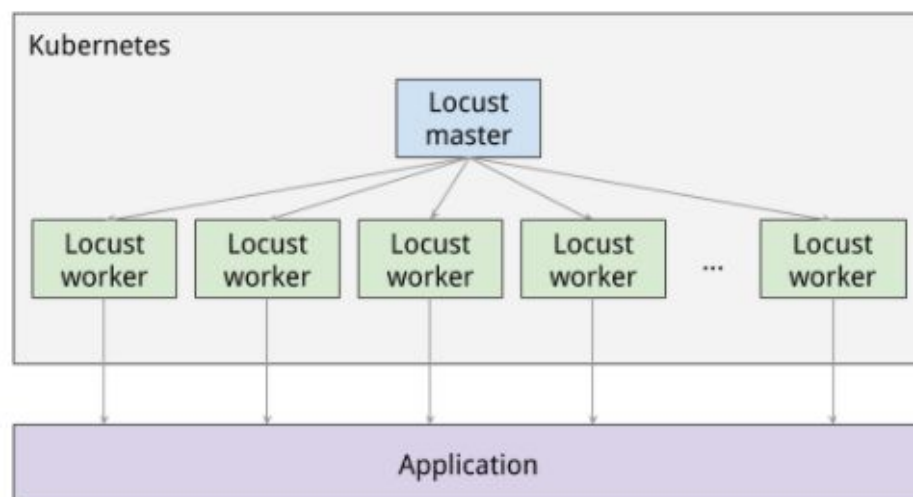 Kubernetes
Locust
master
Locust
worker
Locust
worker
Locust
worker
Locust
worker
...
Locust
worker
Application